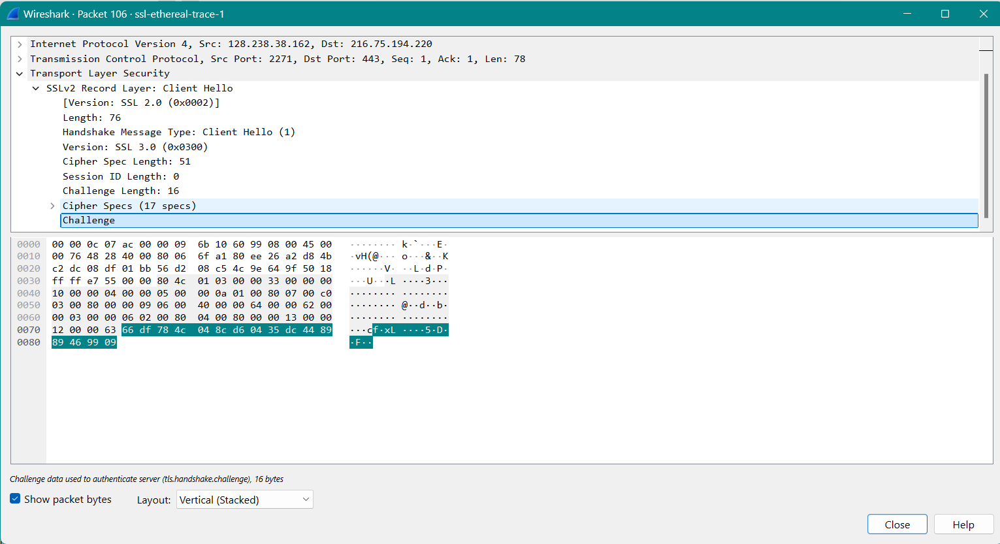 Wireshark · Packet 106 · ssl-ethereal-trace-1
Internet Protocol Version 4, Src: 128.238.38.162, Dst: 216.75.194.220
Transmission Control Protocol, Src Port: 2271, Dst Port: 443, Seq: 1, Ack: 1, Len: 78
Transport Layer Security
SSLv2 Record Layer: Client Hello
[Version: SSL 2.0 (0x0002)]
Length: 76
Handshake Message Type: Client Hello (1)
Version: SSL 3.0 (0x0300)
Cipher Spec Length: 51
Session ID Length: 0
Challenge Length: 16
Cipher Specs (17 specs)
Challenge
0000 00 00 0c 07 ac 00 00 09 6b 10 60 99 08 00 45 00 ········ k·`···E·
0010 00 76 48 28 40 00 80 06 6f a1 80 ee 26 a2 d8 4b ·vH(@··· o···&··K
0020 c2 dc 08 df 01 bb 56 d2 08 c5 4c 9e 64 9f 50 18 ······V· ··L·d·P·
0030 ff ff e7 55 00 00 80 4c 01 03 00 00 33 00 00 00 ···U···L ····3···
0040 10 00 00 04 00 00 05 00 00 0a 01 00 80 07 00 c0 ········ ········
0050 03 00 80 00 00 09 06 00 40 00 00 64 00 00 62 00 ········ @··d··b·
0060 00 03 00 00 06 02 00 80 04 00 80 00 00 13 00 00 ········ ········
0070 12 00 00 63 66 df 78 4c 04 8c d6 04 35 dc 44 89 ···cf·xL ····5·D·
0080 89 46 99 09 ·F··
Challenge data used to authenticate server (tls.handshake.challenge), 16 bytes
Show packet bytes Layout: Vertical (Stacked)
Close Help